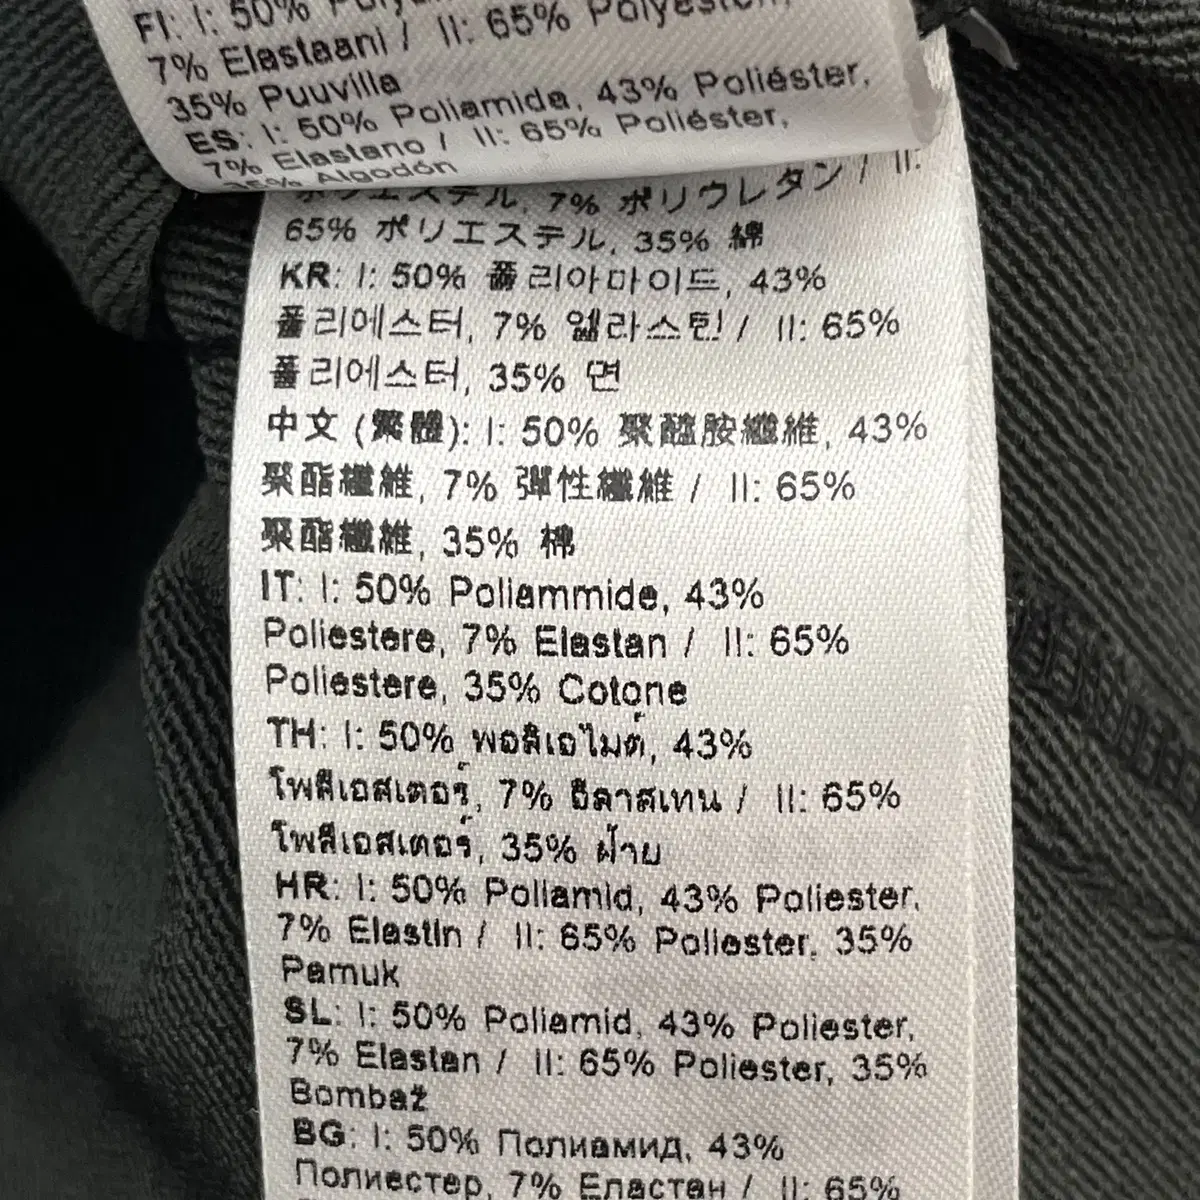 FI: I: 50%
7% Elastaani / II: 65% Polyesteri,
35% Puuvilla
ES: I: 50% Poliamida, 43% Poliéster,
7% Elastano / II: 65% Poliéster,
35% Algodón
ポリエステル, 7% ポリウレタン / II:
65% ポリエステル, 35% 綿
KR: I: 50% 폴리아마이드, 43%
폴리에스터, 7% 엘라스틴 / II: 65%
폴리에스터, 35% 면
中文 (繁體): I: 50% 聚醯胺纖維, 43%
聚酯纖維, 7% 彈性纖維 / II: 65%
聚酯纖維, 35% 棉
IT: I: 50% Poliammide, 43%
Poliestere, 7% Elastan / II: 65%
Poliestere, 35% Cotone
TH: I: 50% พอลิเอไมด์, 43%
โพลีเอสเตอร์, 7% อีลาสเทน / II: 65%
โพลีเอสเตอร์, 35% ฝ้าย
HR: I: 50% Poliamid, 43% Poliester,
7% Elastin / II: 65% Poliester, 35%
Pamuk
SL: I: 50% Poliamid, 43% Poliester,
7% Elastan / II: 65% Poliester, 35%
Bombaž
BG: I: 50% Полиамид, 43%
Полиестер, 7% Еластан / II: 65%